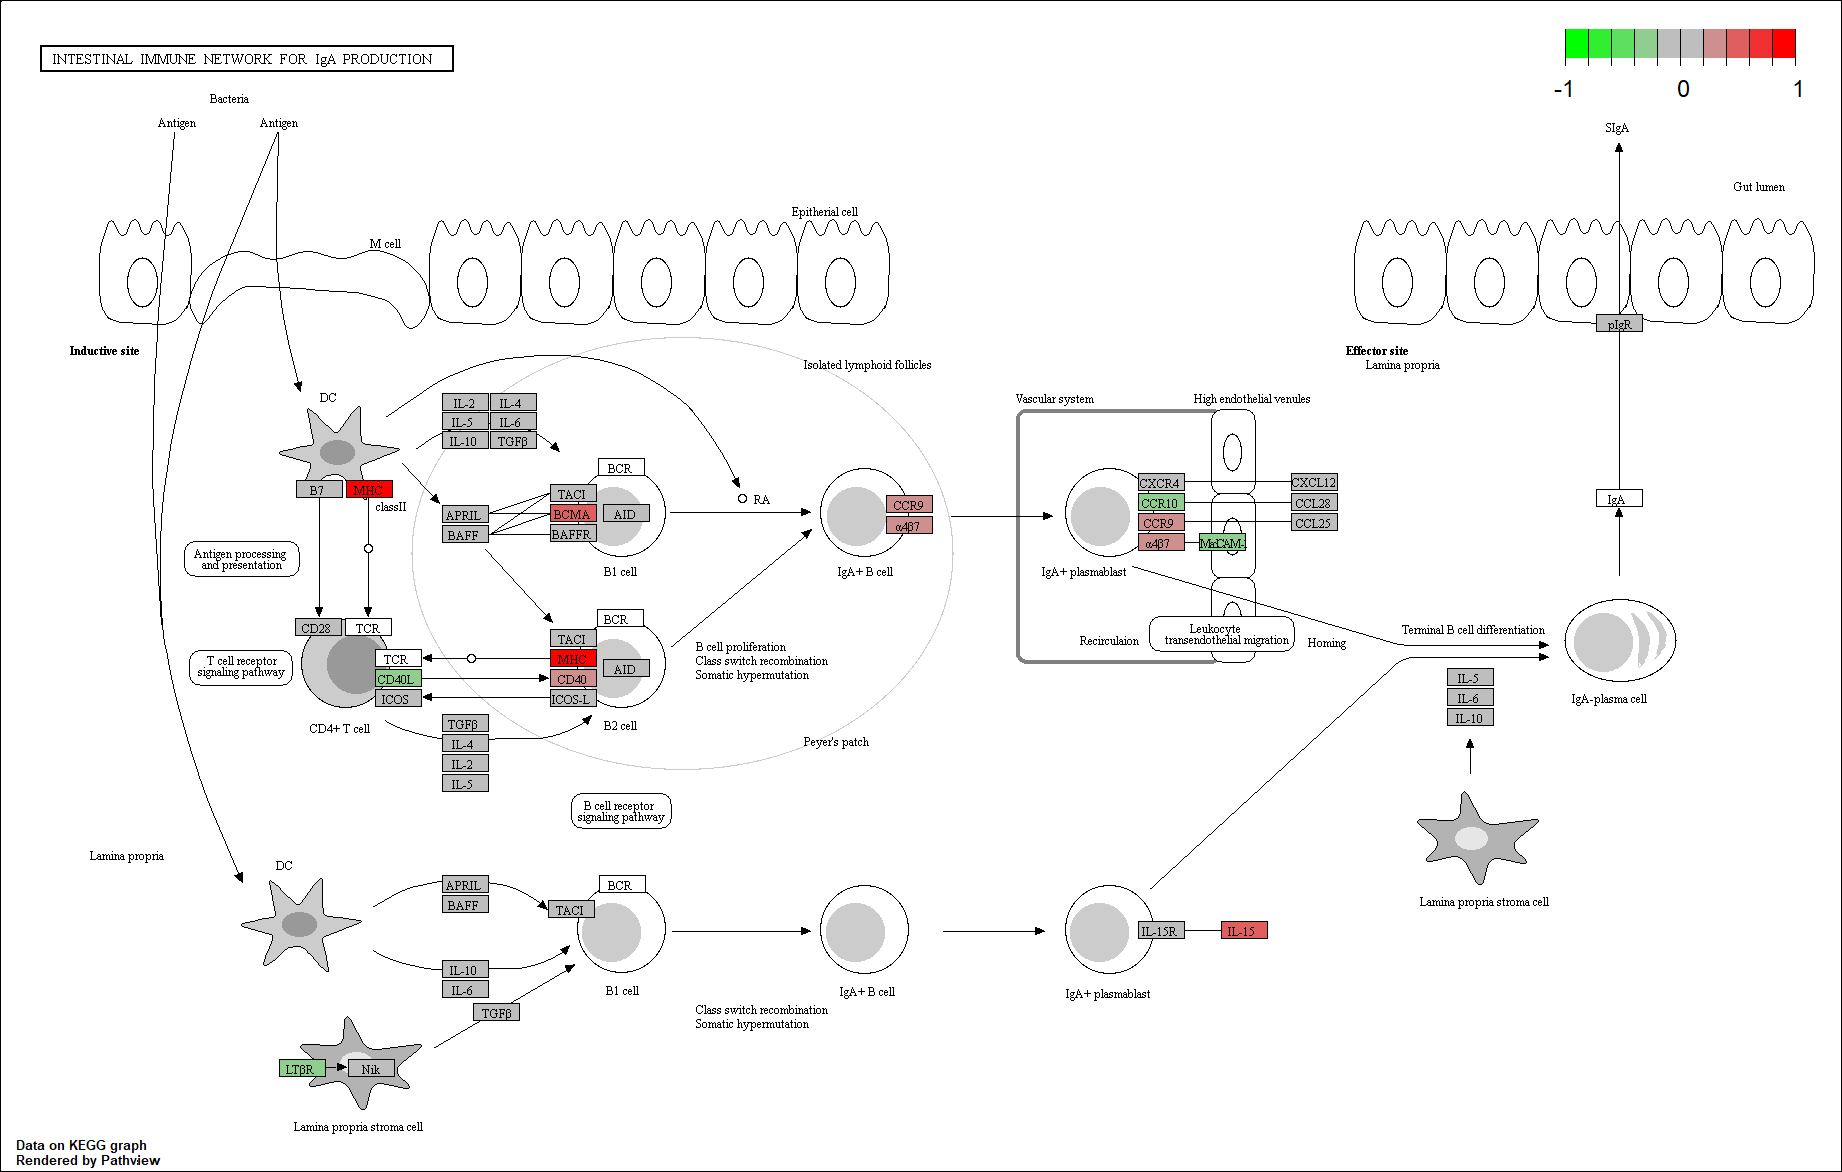 INTESTINAL IMMUNE NETWORK FOR IgA PRODUCTION
-1 0 1
Bacteria
Antigen
Antigen
SIgA
Gut lumen
Epitherial cell
M cell
pIgR
Inductive site
Effector site
Lamina propria
Isolated lymphoid follicles
DC
IL-2
IL-4
IL-5
IL-6
IL-10
TGFβ
B7
MHC
classII
BCR
TACI
APRIL
BCMA
AID
BAFF
BAFFR
B1 cell
RA
CCR9
α4β7
IgA+ B cell
Vascular system
High endothelial venules
CXCR4
CXCL12
CCR10
CCL28
CCR9
CCL25
α4β7
IgA+ plasmablast
IgA
Antigen processing
and presentation
CD28
TCR
BCR
TACI
TCR
MHC
AID
CD40L
CD40
ICOS
ICOS-L
T cell receptor
signaling pathway
CD4+ T cell
B2 cell
B cell proliferation
Class switch recombination
Somatic hypermutation
TGFβ
IL-4
IL-2
IL-5
Peyer's patch
Recirculaion
Leukocyte
transendothelial migration
Homing
Terminal B cell differentiation
IL-5
IL-6
IL-10
IgA-plasma cell
B cell receptor
signaling pathway
Lamina propria
DC
APRIL
BAFF
BCR
TACI
IL-10
IL-6
TGFβ
B1 cell
IgA+ B cell
IL-15R
IL-15
IgA+ plasmablast
Lamina propria stroma cell
Class switch recombination
Somatic hypermutation
LTβR
Nik
Lamina propria stroma cell
Data on KEGG graph
Rendered by Pathview